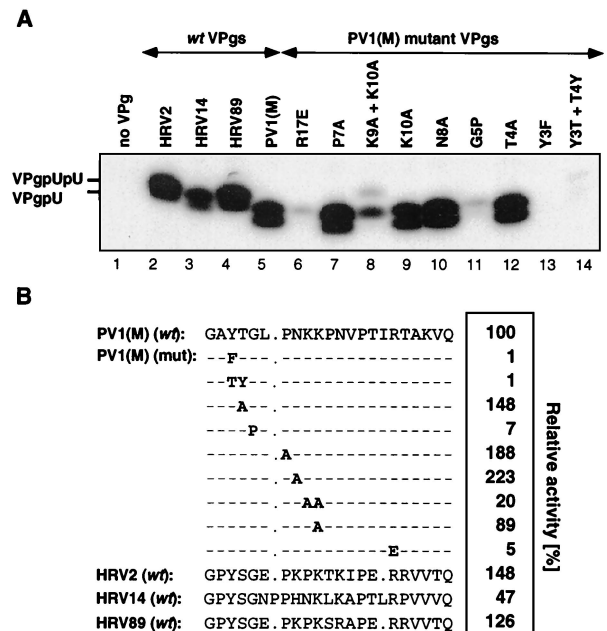 A
wt VPgs PV1(M) mutant VPgs
no VPg HRV2 HRV14 HRV89 PV1(M) R17E P7A K9A + K10A K10A N8A G5P T4A Y3F Y3T + T4Y
VPgpUpU
VPgpU
1 2 3 4 5 6 7 8 9 10 11 12 13 14
B
PV1(M) (wt): GAYTGL.PNKKPNVPTIRTAKVQ 100
PV1(M) (mut): --F---.---------------- 1
--TY--.---------------- 1
---A--.---------------- 148
----P-.---------------- 7
------.A--------------- 188
------.-A-------------- 223
------.--AA------------ 20
------.---A------------ 89
------.----------E----- 5
HRV2 (wt): GPYSGE.PKPKTKIPE.RRVVTQ 148
HRV14 (wt): GPYSGNPPHNKLKAPTLRPVVVQ 47
HRV89 (wt): GPYSGE.PKPKSRAPE.RRVVTQ 126
Relative activity [%]